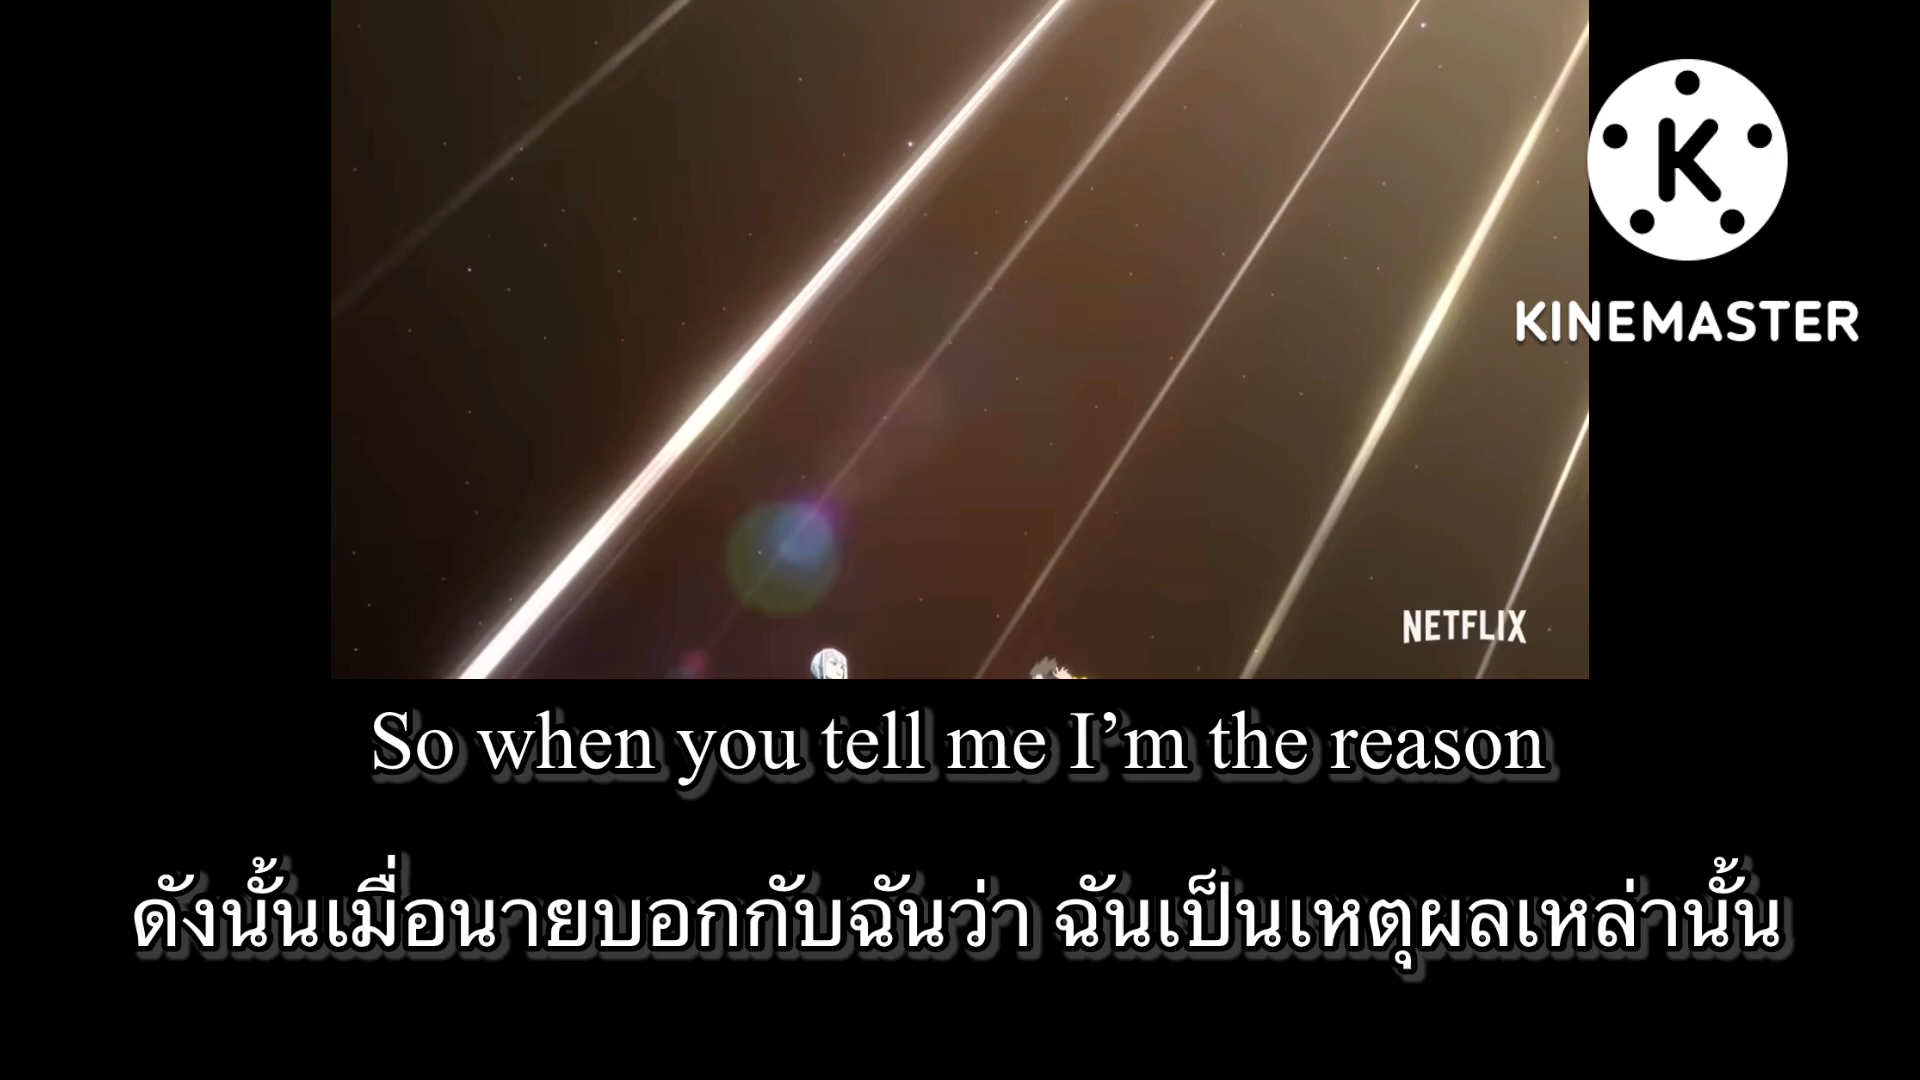 K
KINEMASTER
NETFLIX
So when you tell me I’m the reason
ดังนั้นเมื่อนายบอกกับฉันว่า ฉันเป็นเหตุผลเหล่านั้น